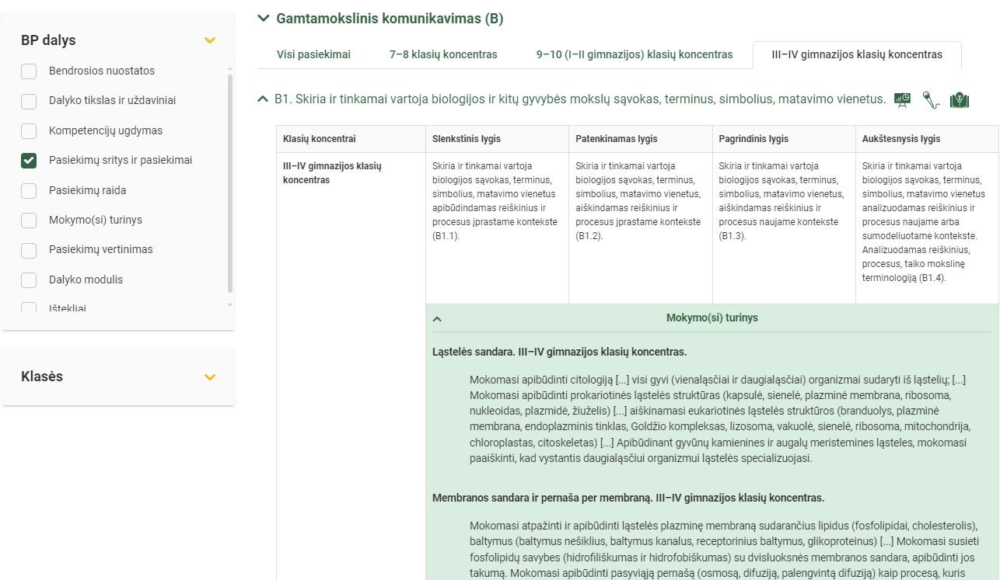 BP dalys
Bendrosios nuostatos
Dalyko tikslas ir uždaviniai
Kompetencijų ugdymas
Pasiekimų sritys ir pasiekimai
Pasiekimų raida
Mokymo(si) turinys
Pasiekimų vertinimas
Dalyko modulis
Ištekliai
Klasės
Gamtamokslinis komunikavimas (B)
Visi pasiekimai
7–8 klasių koncentras
9–10 (I–II gimnazijos) klasių koncentras
III–IV gimnazijos klasių koncentras
B1. Skiria ir tinkamai vartoja biologijos ir kitų gyvybės mokslų sąvokas, terminus, simbolius, matavimo vienetus.
Klasių koncentrai
Slenkstinis lygis
Patenkinamas lygis
Pagrindinis lygis
Aukštesnysis lygis
III–IV gimnazijos klasių
koncentras
Skiria ir tinkamai vartoja
biologijos sąvokas, terminus,
simbolius, matavimo vienetus
apibūdindamas reiškinius ir
procesus įprastame kontekste
(B1.1).
Skiria ir tinkamai vartoja
biologijos sąvokas, terminus,
simbolius, matavimo vienetus,
aiškindamas reiškinius ir
procesus įprastame kontekste
(B1.2).
Skiria ir tinkamai vartoja
biologijos sąvokas, terminus,
simbolius, matavimo vienetus,
aiškindamas reiškinius ir
procesus naujame kontekste
(B1.3).
Skiria ir tinkamai vartoja
biologijos sąvokas, terminus,
simbolius, matavimo vienetus
analizuodamas reiškinius ir
procesus naujame arba
sumodeliuotame kontekste.
Analizuodamas reiškinius,
procesus, taiko mokslinę
terminologiją (B1.4).
Mokymo(si) turinys
Ląstelės sandara. III–IV gimnazijos klasių koncentras.
Mokomasi apibūdinti citologiją [...] visi gyvi (vienaląsčiai ir daugialąsčiai) organizmai sudaryti iš ląstelių; [...]
Mokomasi apibūdinti prokariotinės ląstelės struktūras (kapsulė, sienelė, plazminė membrana, ribosoma,
nukleoidas, plazmidė, žiuželis) [...] aiškinamasi eukariotinės ląstelės struktūros (branduolys, plazminė
membrana, endoplazminis tinklas, Goldžio kompleksas, lizosoma, vakuolė, sienelė, ribosoma, mitochondrija,
chloroplastas, citoskeletas) [...] Apibūdinant gyvūnų kamienines ir augalų meristemines ląsteles, mokomasi
paaiškinti, kad vystantis daugialąsčiui organizmui ląstelės specializuojasi.
Membranos sandara ir pernaša per membraną. III–IV gimnazijos klasių koncentras.
Mokomasi atpažinti ir apibūdinti ląstelės plazminę membraną sudarančius lipidus (fosfolipidai, cholesterolis),
baltymus (baltymus nešiklius, baltymus kanalus, receptorinius baltymus, glikoproteinus) [...] Mokomasi susieti
fosfolipidų savybes (hidrofiliškumas ir hidrofobiškumas) su dvisluoksnės membranos sandara, apibūdinti jos
takumą. Mokomasi apibūdinti pasyviąją pernašą (osmosą, difuziją, palengvintą difuziją) kaip procesą, kuris